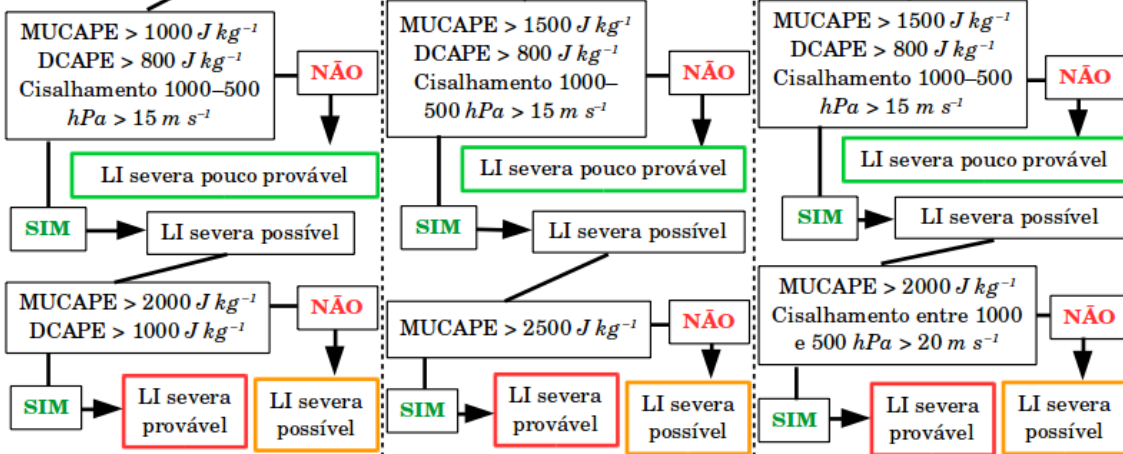 MUCAPE > 1000 J kg⁻¹
DCAPE > 800 J kg⁻¹
Cisalhamento 1000–500
hPa > 15 m s⁻¹
NÃO
LI severa pouco provável
SIM
LI severa possível
MUCAPE > 2000 J kg⁻¹
DCAPE > 1000 J kg⁻¹
NÃO
SIM
LI severa
provável
LI severa
possível
MUCAPE > 1500 J kg⁻¹
DCAPE > 800 J kg⁻¹
Cisalhamento 1000–
500 hPa > 15 m s⁻¹
NÃO
LI severa pouco provável
SIM
LI severa possível
MUCAPE > 2500 J kg⁻¹
NÃO
SIM
LI severa
provável
LI severa
possível
MUCAPE > 1500 J kg⁻¹
DCAPE > 800 J kg⁻¹
Cisalhamento 1000–500
hPa > 15 m s⁻¹
NÃO
LI severa pouco provável
SIM
LI severa possível
MUCAPE > 2000 J kg⁻¹
Cisalhamento entre 1000
e 500 hPa > 20 m s⁻¹
NÃO
SIM
LI severa
provável
LI severa
possível